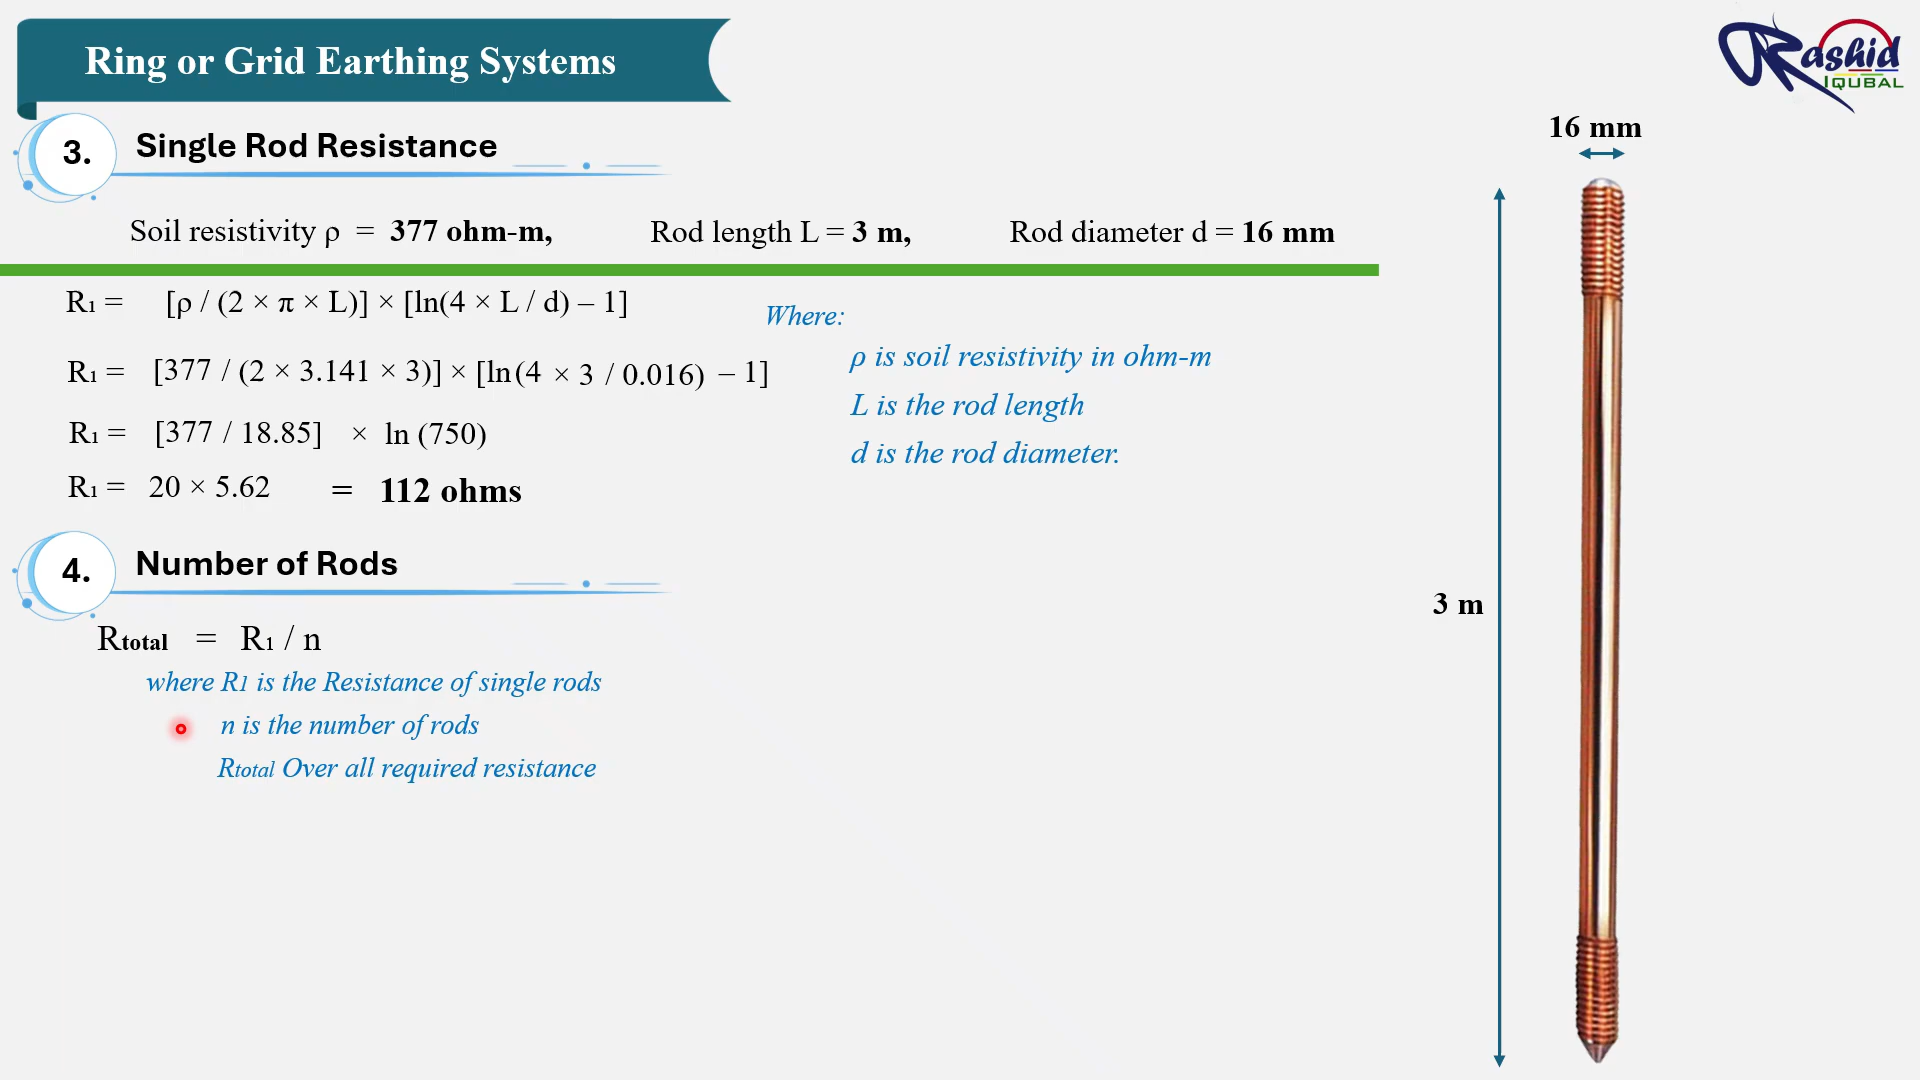 Ring or Grid Earthing Systems
Rashid
IQUBAL
3. Single Rod Resistance
16 mm
Soil resistivity ρ = 377 ohm-m, Rod length L = 3 m, Rod diameter d = 16 mm
R₁ = [ρ / (2 × π × L)] × [ln(4 × L / d) – 1]
Where:
ρ is soil resistivity in ohm-m
L is the rod length
d is the rod diameter.
R₁ = [377 / (2 × 3.141 × 3)] × [ln (4 × 3 / 0.016) – 1]
R₁ = [377 / 18.85] × ln (750)
R₁ = 20 × 5.62 = 112 ohms
4. Number of Rods
3 m
Rtotal = R₁ / n
where R1 is the Resistance of single rods
n is the number of rods
Rtotal Over all required resistance